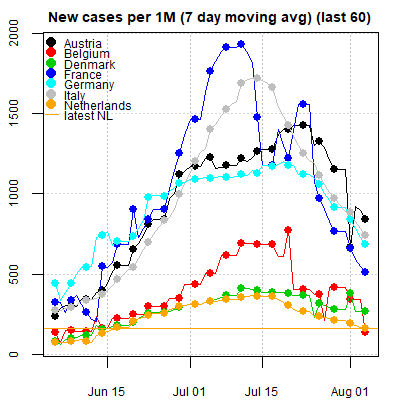 New cases per 1M (7 day moving avg) (last 60)
2000
1500
1000
500
0
Austria
Belgium
Denmark
France
Germany
Italy
Netherlands
latest NL
Jun 15 Jul 01 Jul 15 Aug 01